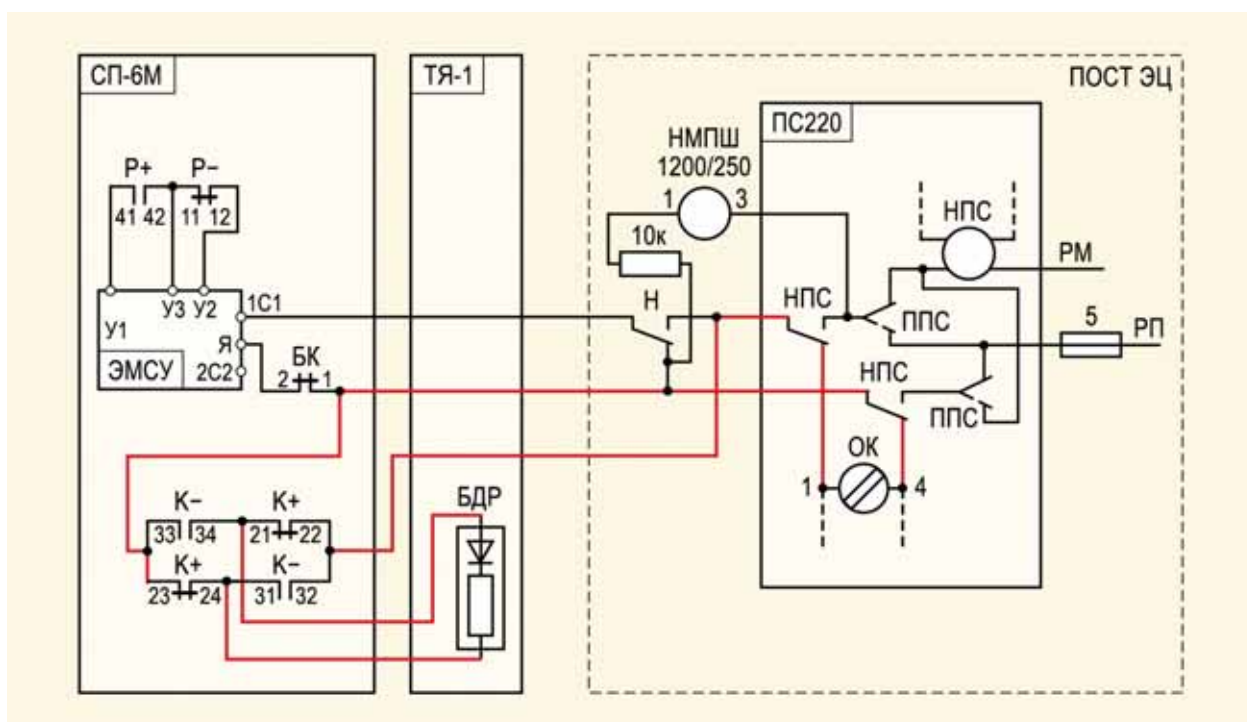 СП-6М
ТЯ-1
ПОСТ ЭЦ
ПС220
НМПШ
1200/250
1 3
10к
Н
НПС
НПС
РМ
ППС
5 РП
НПС
ППС
ОК
1 4
Р+ Р−
41 42 11 12
У1 У3 У2 1С1
Я
ЭМСУ 2С2
БК
2 1
К− К+
33 34 21 22
К+ К−
23 24 31 32
БДР